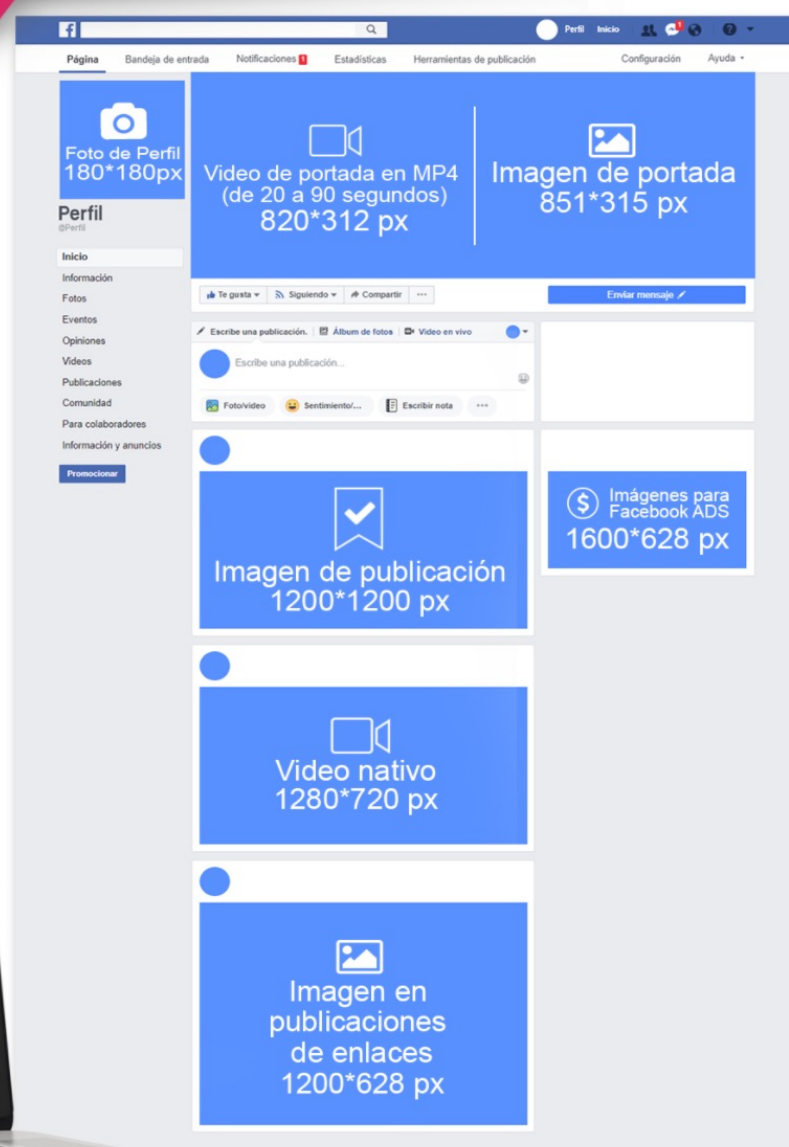 f
Perfil Inicio 1 ?
Página Bandeja de entrada Notificaciones 1 Estadísticas Herramientas de publicación Configuración Ayuda
Foto de Perfil
180*180px
Video de portada en MP4
(de 20 a 90 segundos)
820*312 px
Imagen de portada
851*315 px
Perfil
@Perfil
Inicio
Información
Fotos
Eventos
Opiniones
Videos
Publicaciones
Comunidad
Para colaboradores
Información y anuncios
Promocionar
Te gusta Siguiendo Compartir ... Enviar mensaje
Escribe una publicación. Álbum de fotos Video en vivo
Escribe una publicación...
Foto/video Sentimiento/... Escribir nota ...
Imagen de publicación
1200*1200 px
$ Imágenes para
Facebook ADS
1600*628 px
Video nativo
1280*720 px
Imagen en
publicaciones
de enlaces
1200*628 px